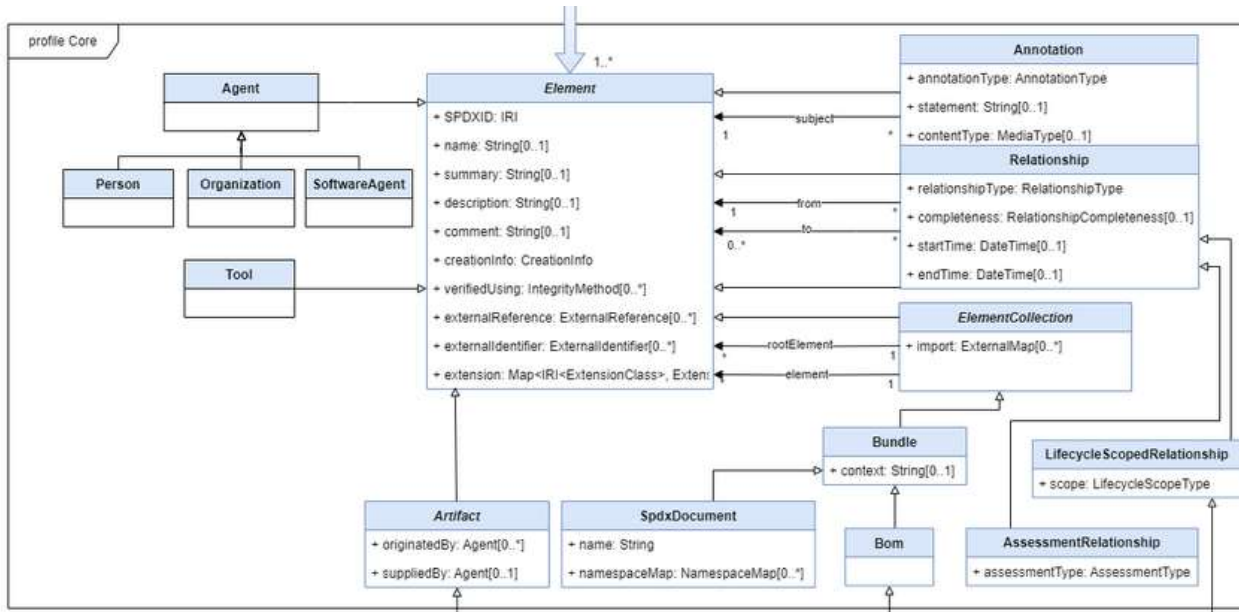 profile Core
1..*
Agent
Person
Organization
SoftwareAgent
Tool
Element
+ SPDXID: IRI
+ name: String[0..1]
+ summary: String[0..1]
+ description: String[0..1]
+ comment: String[0..1]
+ creationInfo: CreationInfo
+ verifiedUsing: IntegrityMethod[0..*]
+ externalReference: ExternalReference[0..*]
+ externalIdentifier: ExternalIdentifier[0..*]
+ extension: Map<IRI<ExtensionClass>, Exten
subject
1
*
from
1
*
to
0..*
*
rootElement
*
1
element
1
Annotation
+ annotationType: AnnotationType
+ statement: String[0..1]
+ contentType: MediaType[0..1]
Relationship
+ relationshipType: RelationshipType
+ completeness: RelationshipCompleteness[0..1]
+ startTime: DateTime[0..1]
+ endTime: DateTime[0..1]
ElementCollection
+ import: ExternalMap[0..*]
Bundle
+ context: String[0..1]
LifecycleScopedRelationship
+ scope: LifecycleScopeType
Artifact
+ originatedBy: Agent[0..*]
+ suppliedBy: Agent[0..1]
SpdxDocument
+ name: String
+ namespaceMap: NamespaceMap[0..*]
Bom
AssessmentRelationship
+ assessmentType: AssessmentType